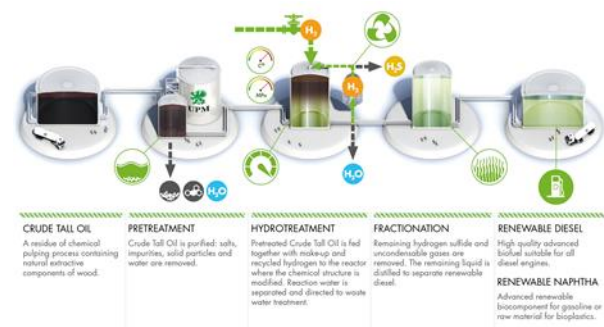 H₂
H₂S
C°
MPa
H₂
UPM
H₂O
H₂O
CRUDE TALL OIL
A residue of chemical
pulping process containing
natural extractive
components of wood.
PRETREATMENT
Crude Tall Oil is purified: salts,
impurities, solid particles and
water are removed.
HYDROTREATMENT
Pretreated Crude Tall Oil is fed
together with make-up and
recycled hydrogen to the reactor
where the chemical structure is
modified. Reaction water is
separated and directed to waste
water treatment.
FRACTIONATION
Remaining hydrogen sulfide and
uncondensable gases are
removed. The remaining liquid is
distilled to separate renewable
diesel.
RENEWABLE DIESEL
High quality advanced
biofuel suitable for all
diesel engines.
RENEWABLE NAPHTHA
Advanced renewable
biocomponent for gasoline or
raw material for bioplastics.